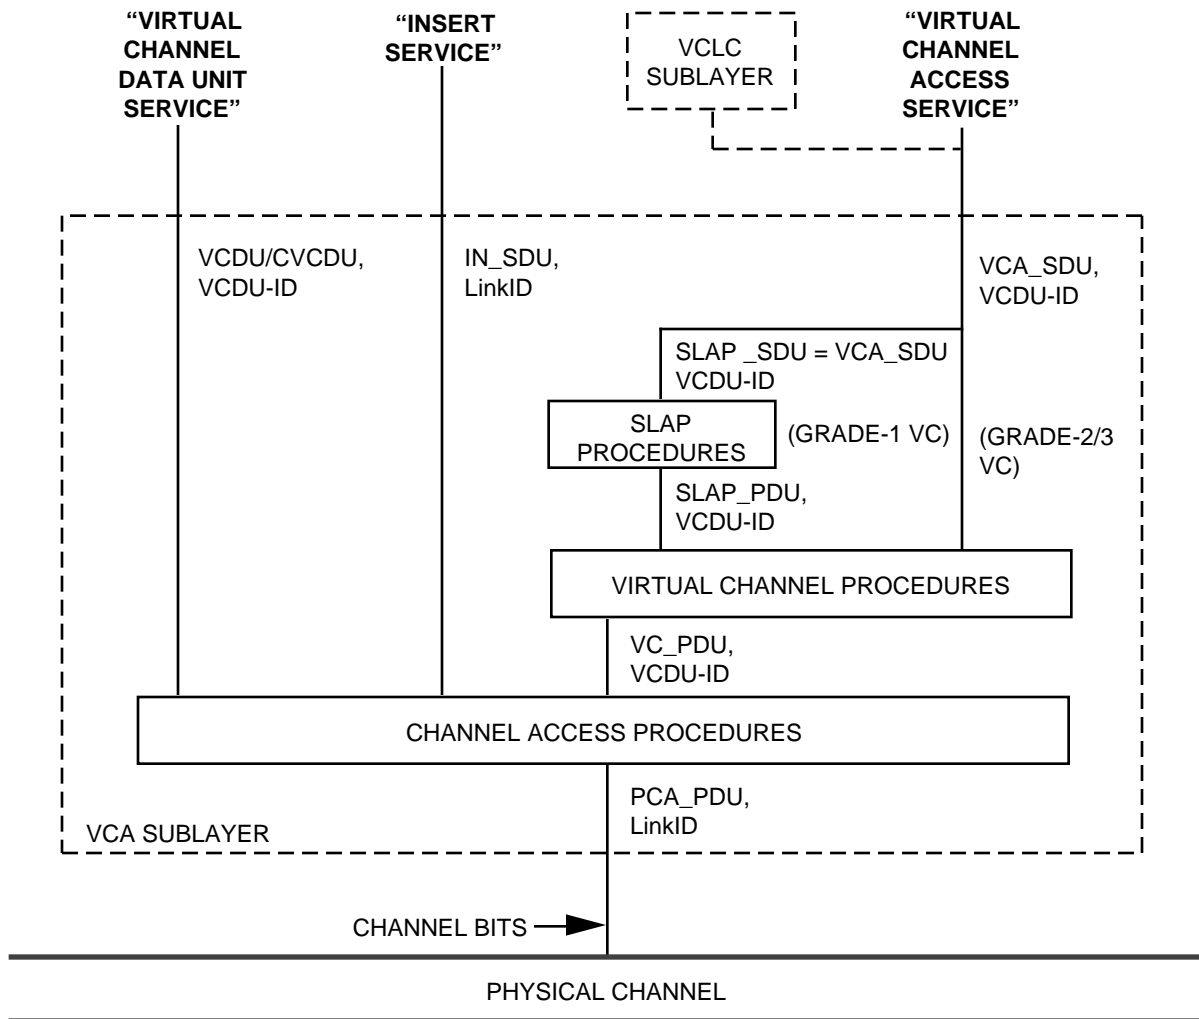 “VIRTUAL
CHANNEL
DATA UNIT
SERVICE”
“INSERT
SERVICE”
VCLC
SUBLAYER
“VIRTUAL
CHANNEL
ACCESS
SERVICE”
VCDU/CVCDU,
VCDU-ID
IN_SDU,
LinkID
VCA_SDU,
VCDU-ID
SLAP _SDU = VCA_SDU
VCDU-ID
SLAP
PROCEDURES
(GRADE-1 VC)
(GRADE-2/3
VC)
SLAP_PDU,
VCDU-ID
VIRTUAL CHANNEL PROCEDURES
VC_PDU,
VCDU-ID
CHANNEL ACCESS PROCEDURES
PCA_PDU,
LinkID
VCA SUBLAYER
CHANNEL BITS
PHYSICAL CHANNEL